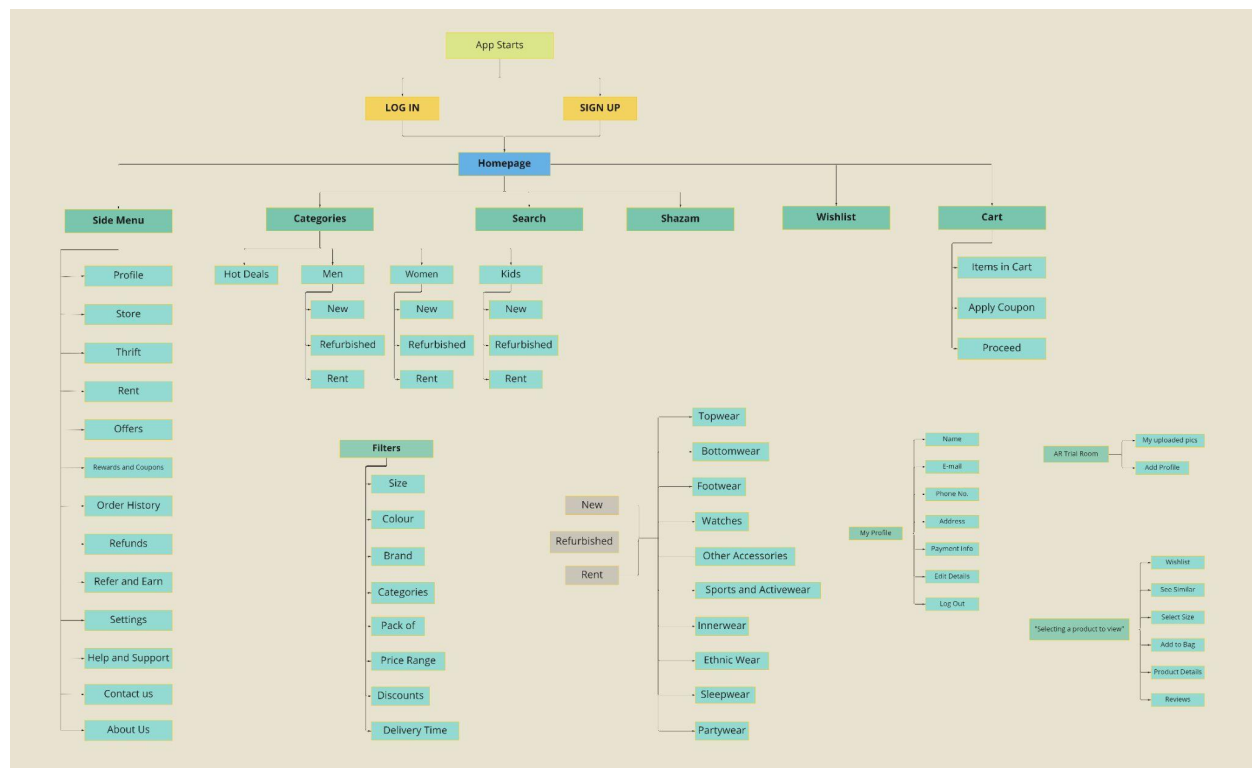 App Starts
LOG IN
SIGN UP
Homepage
Side Menu
Categories
Search
Shazam
Wishlist
Cart
Profile
Store
Thrift
Rent
Offers
Rewards and Coupons
Order History
Refunds
Refer and Earn
Settings
Help and Support
Contact us
About Us
Hot Deals
Men
New
Refurbished
Rent
Women
New
Refurbished
Rent
Kids
New
Refurbished
Rent
Items in Cart
Apply Coupon
Proceed
Filters
Size
Colour
Brand
Categories
Pack of
Price Range
Discounts
Delivery Time
New
Refurbished
Rent
Topwear
Bottomwear
Footwear
Watches
Other Accessories
Sports and Activewear
Innerwear
Ethnic Wear
Sleepwear
Partywear
My Profile
Name
E-mail
Phone No.
Address
Payment Info
Edit Details
Log Out
AR Trial Room
My uploaded pics
Add Profile
"Selecting a product to view"
Wishlist
See Similar
Select Size
Add to Bag
Product Details
Reviews